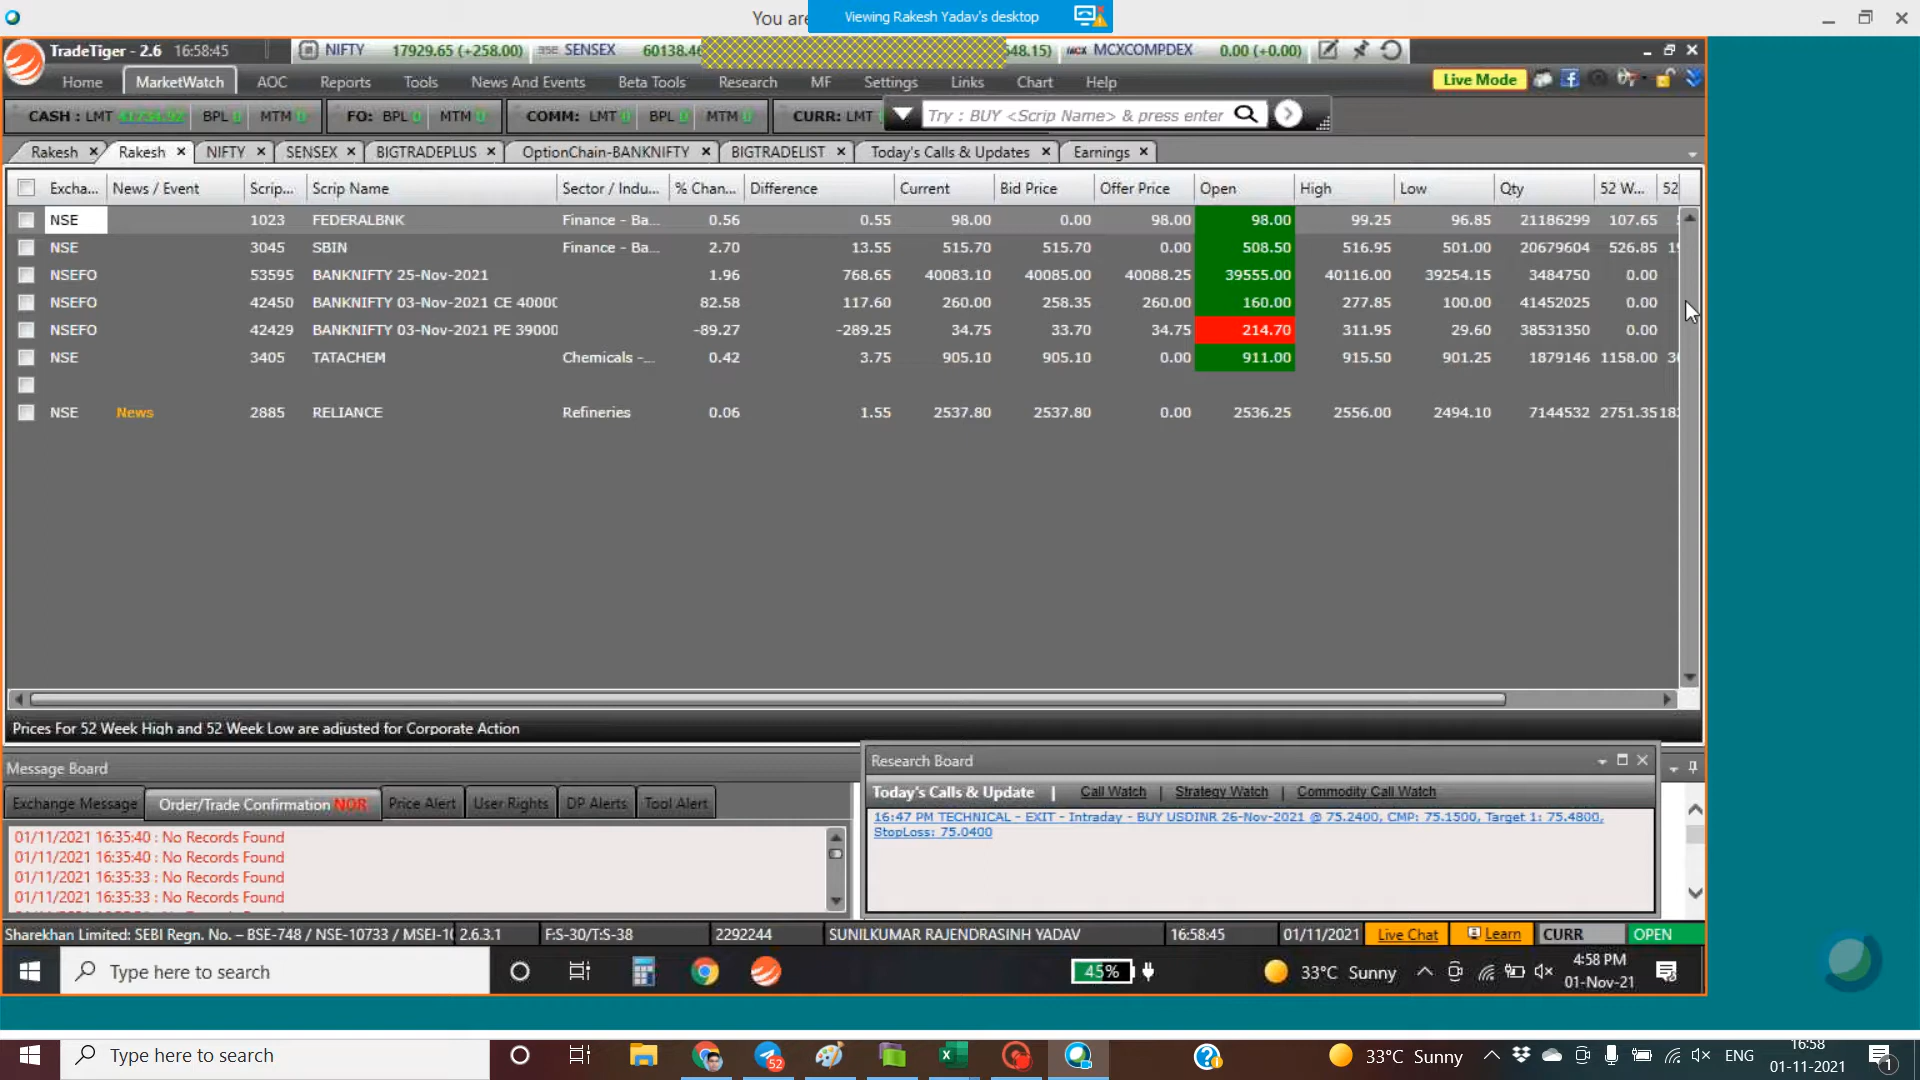 You are
Viewing Rakesh Yadav's desktop
TradeTiger - 2.6 16:58:45 NIFTY 17929.65 (+258.00) BSE SENSEX 60138.46 548.15) MCX MCXCOMPDEX 0.00 (+0.00)
Home MarketWatch AOC Reports Tools News And Events Beta Tools Research MF Settings Links Chart Help Live Mode
CASH : LMT BPL 0 MTM 0 FO: BPL 0 MTM 0 COMM: LMT 0 BPL 0 MTM 0 CURR: LMT Try : BUY <Scrip Name> & press enter
Rakesh Rakesh NIFTY SENSEX BIGTRADEPLUS OptionChain-BANKNIFTY BIGTRADELIST Today's Calls & Updates Earnings
Excha... News / Event Scrip... Scrip Name Sector / Indu... % Chan... Difference Current Bid Price Offer Price Open High Low Qty 52 W... 52
NSE 1023 FEDERALBNK Finance - Ba... 0.56 0.55 98.00 0.00 98.00 98.00 99.25 96.85 21186299 107.65
NSE 3045 SBIN Finance - Ba... 2.70 13.55 515.70 515.70 0.00 508.50 516.95 501.00 20679604 526.85 19
NSEFO 53595 BANKNIFTY 25-Nov-2021 1.96 768.65 40083.10 40085.00 40088.25 39555.00 40116.00 39254.15 3484750 0.00
NSEFO 42450 BANKNIFTY 03-Nov-2021 CE 40000 82.58 117.60 260.00 258.35 260.00 160.00 277.85 100.00 41452025 0.00
NSEFO 42429 BANKNIFTY 03-Nov-2021 PE 39000 -89.27 -289.25 34.75 33.70 34.75 214.70 311.95 29.60 38531350 0.00
NSE 3405 TATACHEM Chemicals -... 0.42 3.75 905.10 905.10 0.00 911.00 915.50 901.25 1879146 1158.00 30
NSE News 2885 RELIANCE Refineries 0.06 1.55 2537.80 2537.80 0.00 2536.25 2556.00 2494.10 7144532 2751.35 183
Prices For 52 Week High and 52 Week Low are adjusted for Corporate Action
Message Board
Exchange Message Order/Trade Confirmation NOR Price Alert User Rights DP Alerts Tool Alert
01/11/2021 16:35:40 : No Records Found
01/11/2021 16:35:40 : No Records Found
01/11/2021 16:35:33 : No Records Found
01/11/2021 16:35:33 : No Records Found
Research Board
Today's Calls & Update | Call Watch | Strategy Watch | Commodity Call Watch
16:47 PM TECHNICAL - EXIT - Intraday - BUY USDINR 26-Nov-2021 @ 75.2400, CMP: 75.1500, Target 1: 75.4800,
StopLoss: 75.0400
Sharekhan Limited: SEBI Regn. No. – BSE-748 / NSE-10733 / MSEI-10 2.6.3.1 F:S-30/T:S-38 2292244 SUNILKUMAR RAJENDRASINH YADAV 16:58:45 01/11/2021 Live Chat Learn CURR OPEN
Type here to search 45% 33°C Sunny 4:58 PM
01-Nov-21
Type here to search 52 33°C Sunny ENG 16:58
01-11-2021 1